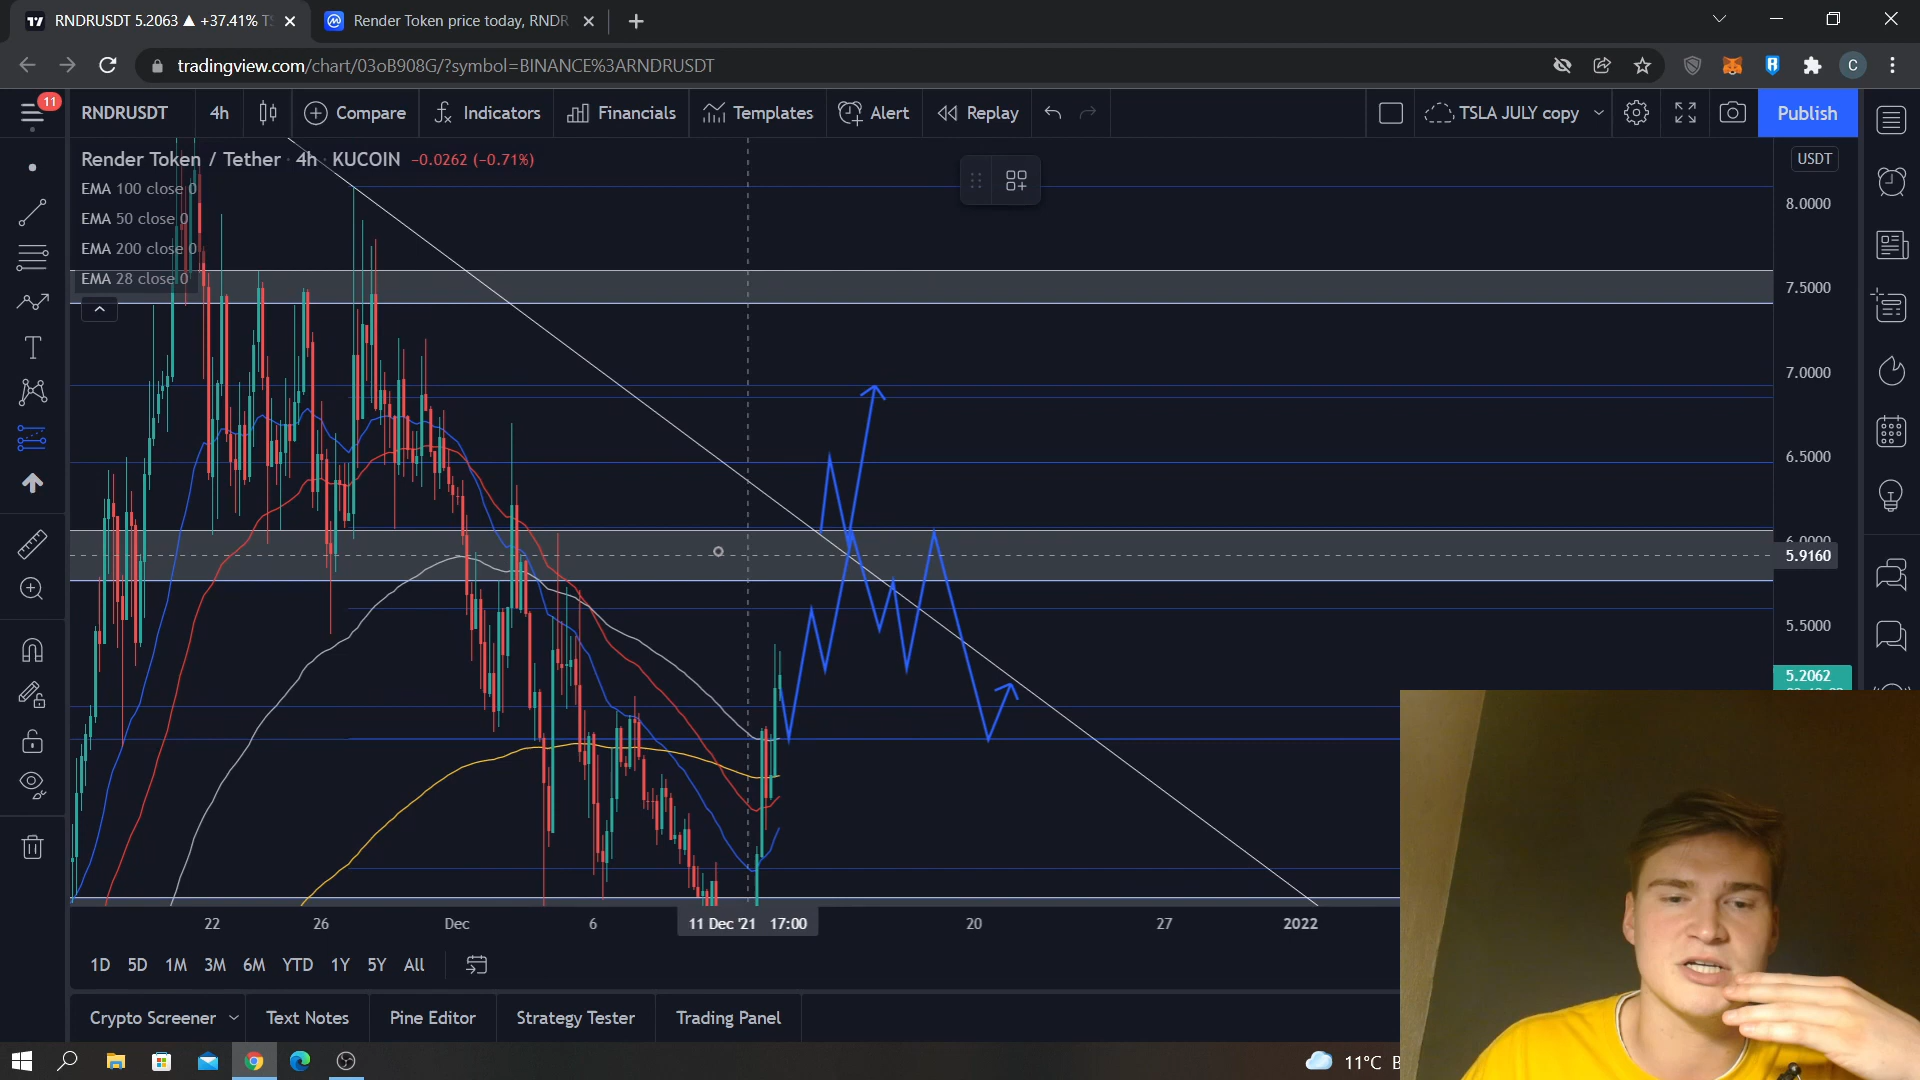 RNDRUSDT 5.2063 ▲ +37.41%
Render Token price today, RNDR
tradingview.com/chart/03oB908G/?symbol=BINANCE%3ARNDRUSDT
C
11
RNDRUSDT 4h Compare Indicators Financials Templates Alert Replay TSLA JULY copy Publish
Render Token / Tether · 4h · KUCOIN −0.0262 (−0.71%)
EMA 100 close 0
EMA 50 close 0
EMA 200 close 0
EMA 28 close 0
USDT
8.0000
7.5000
7.0000
6.5000
6.0000
5.9160
5.5000
5.2062
22 26 Dec 6 11 Dec '21 17:00 20 27 2022
1D 5D 1M 3M 6M YTD 1Y 5Y All
Crypto Screener Text Notes Pine Editor Strategy Tester Trading Panel
11°C